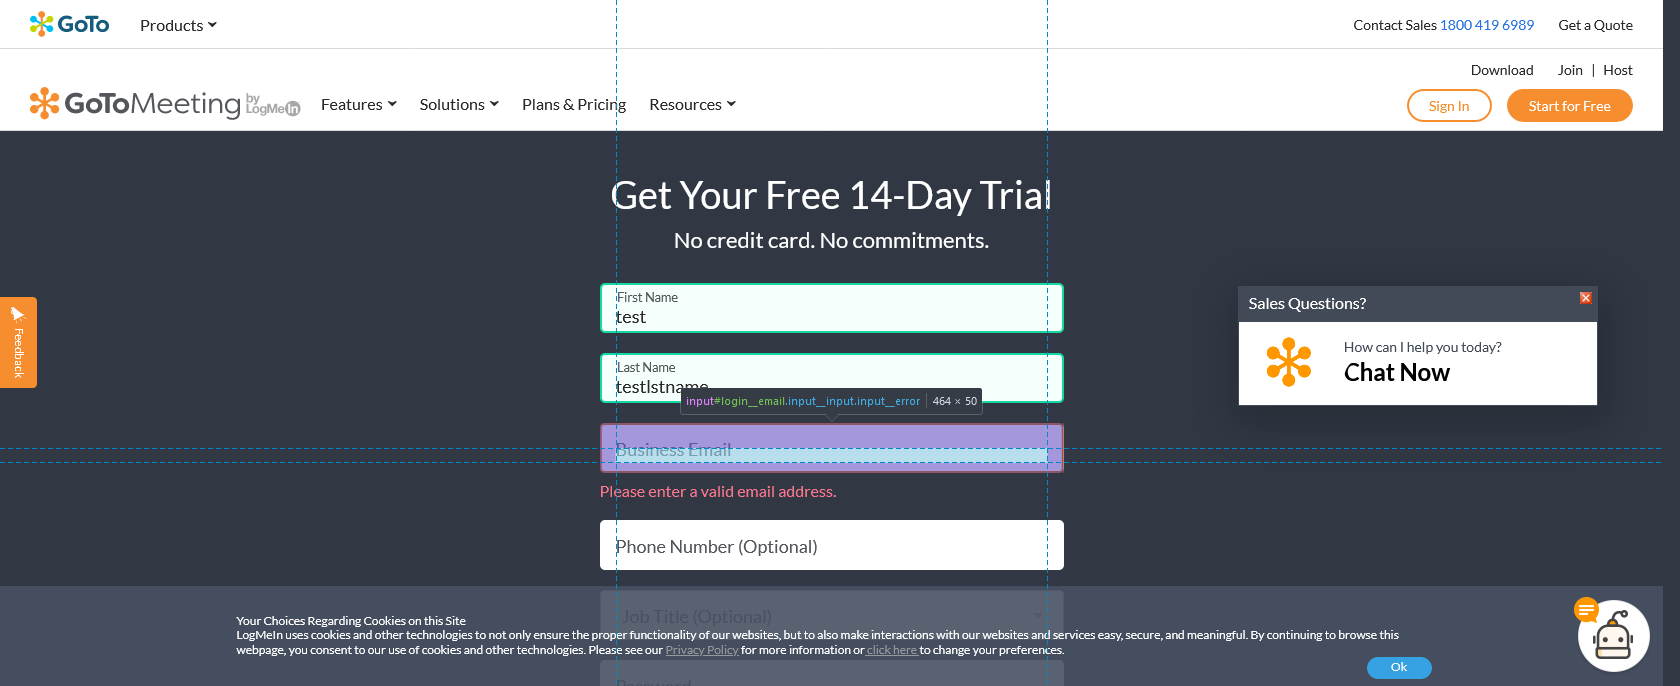 GoTo Products Contact Sales 1800 419 6989 Get a Quote
Download Join | Host
GoToMeeting by LogMeIn Features Solutions Plans & Pricing Resources Sign In Start for Free
Get Your Free 14-Day Trial
No credit card. No commitments.
First Name
test
Last Name
testlstname
input#login__email.input__input.input__error 464 × 50
Business Email
Please enter a valid email address.
Phone Number (Optional)
Job Title (Optional)
Password
Feedback
Sales Questions?
How can I help you today?
Chat Now
Your Choices Regarding Cookies on this Site
LogMeIn uses cookies and other technologies to not only ensure the proper functionality of our websites, but to also make interactions with our websites and services easy, secure, and meaningful. By continuing to browse this
webpage, you consent to our use of cookies and other technologies. Please see our Privacy Policy for more information or click here to change your preferences.
Ok